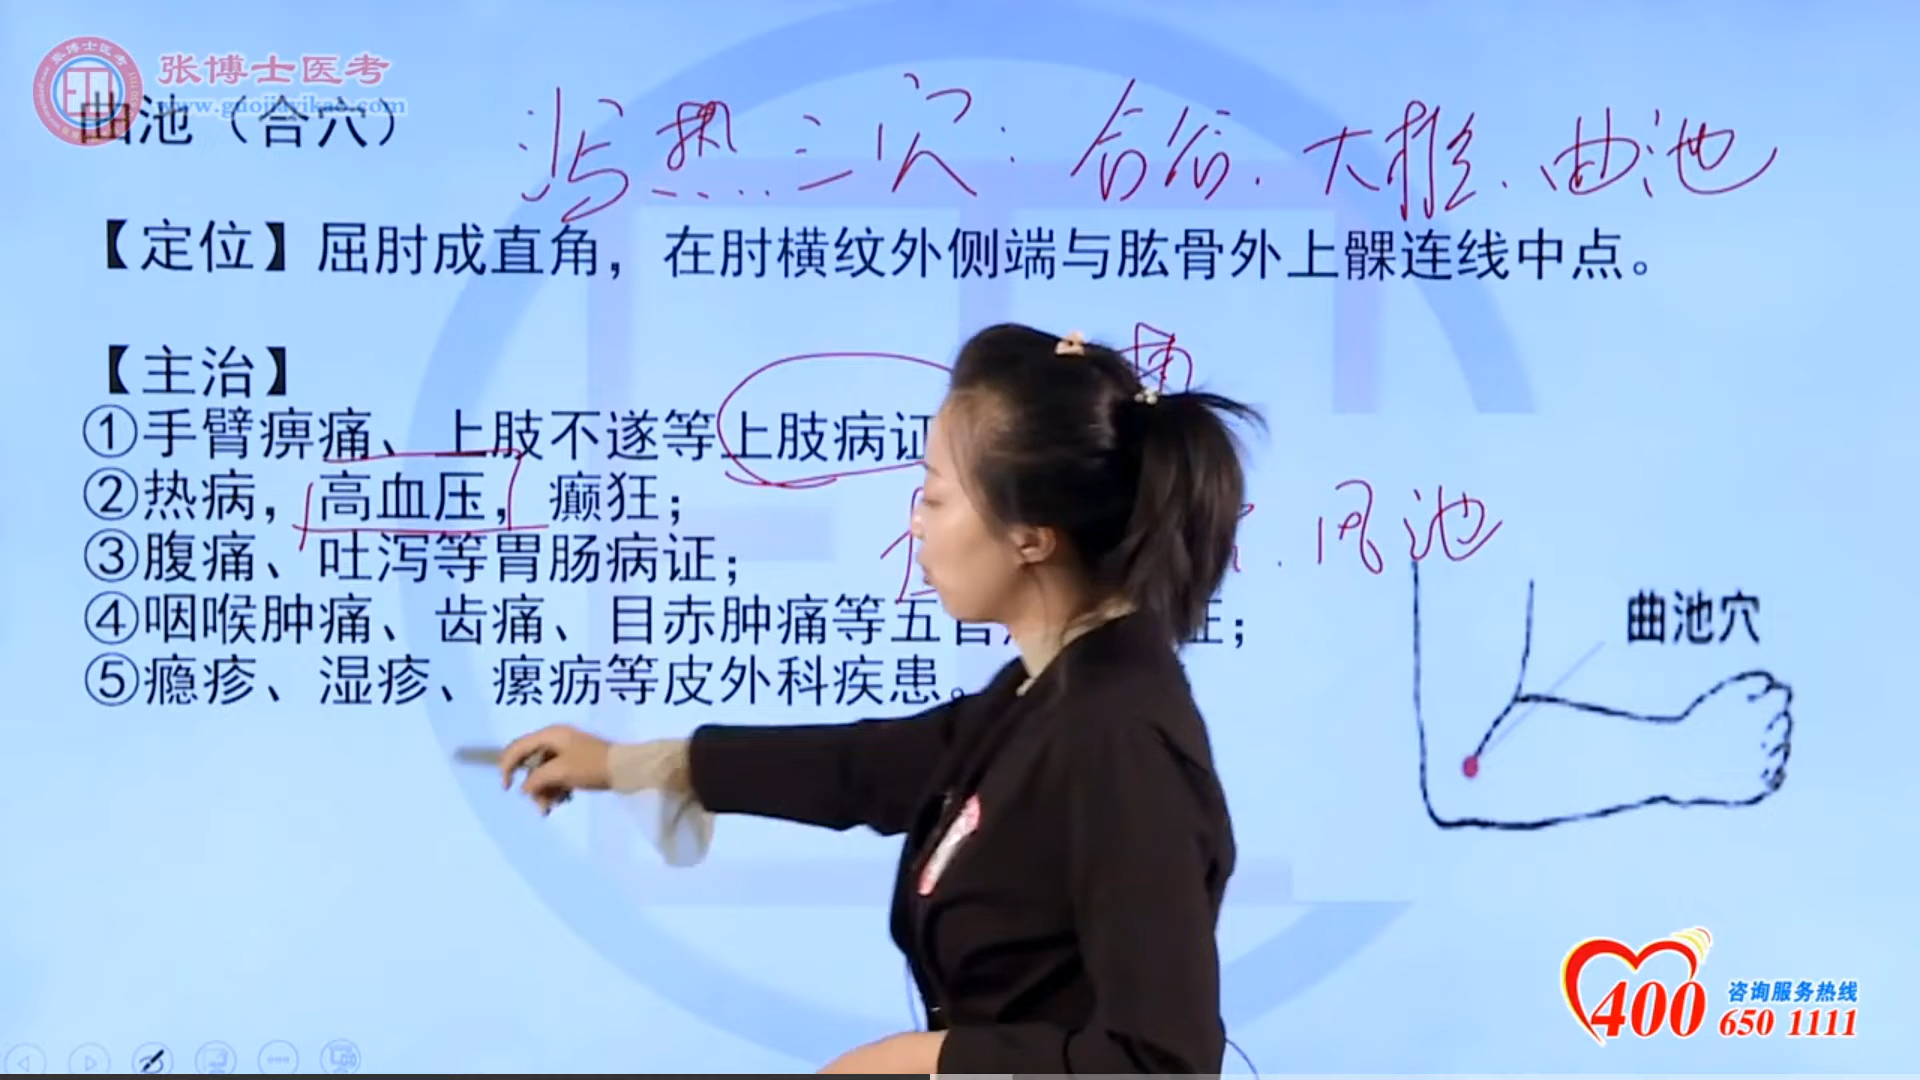 张博士医考
www.guojiayikao.com
曲池（合穴）
泻热三穴：合谷、大椎、曲池
【定位】屈肘成直角，在肘横纹外侧端与肱骨外上髁连线中点。
【主治】
①手臂痹痛、上肢不遂等上肢病证
②热病，高血压，癫狂；
风池
③腹痛、吐泻等胃肠病证；
④咽喉肿痛、齿痛、目赤肿痛等五官
；
⑤瘾疹、湿疹、瘰疬等皮外科疾患。
曲池穴
400
咨询服务热线
650 1111